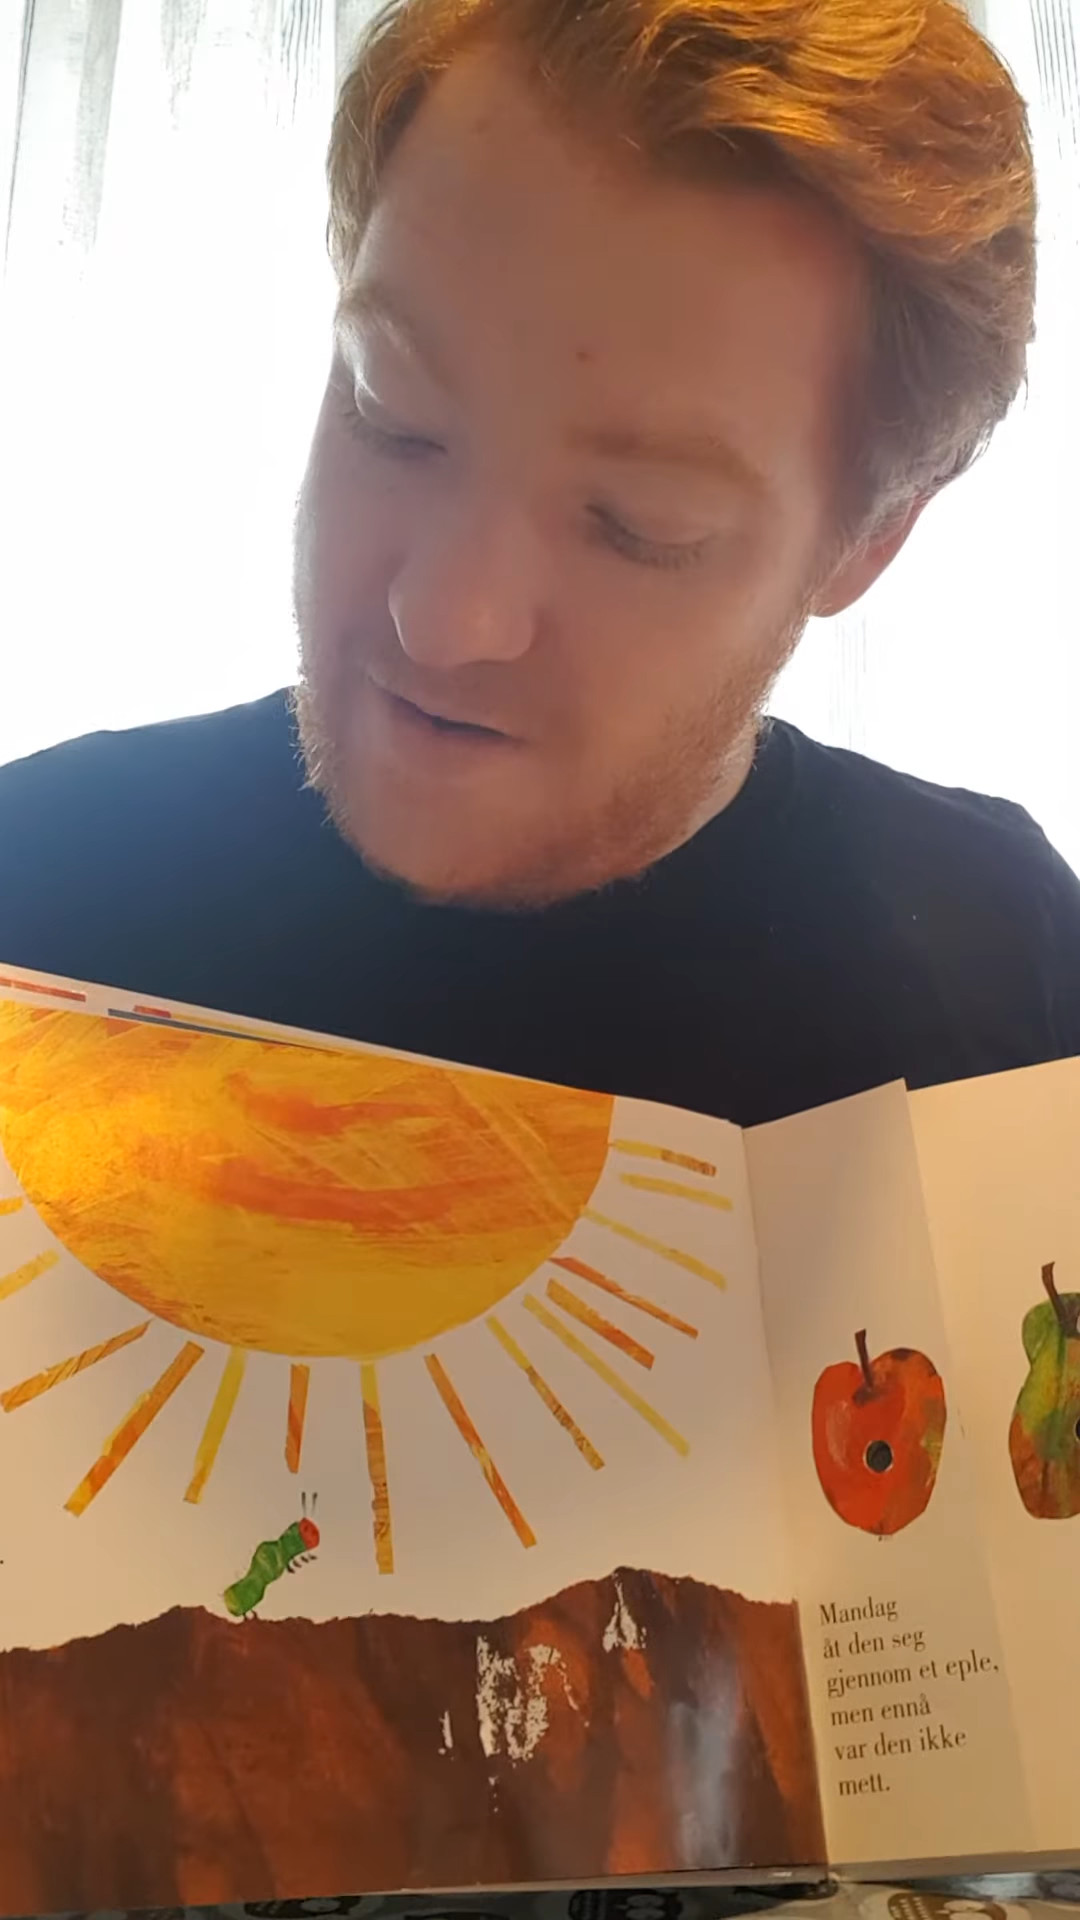 Mandag
åt den seg
gjennom et eple,
men ennå
var den ikke
mett.